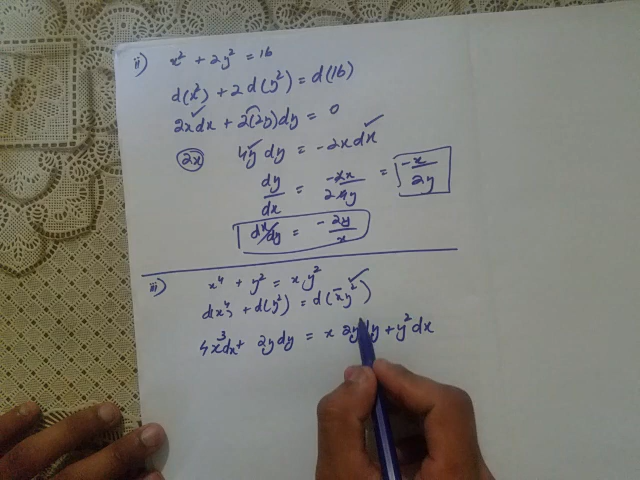 ii) x² + 2y² = 16
d(x²) + 2d(y²) = d(16)
2xdx + 2(2y)dy = 0
2x 4y dy = -2xdx
dy/dx = -2x/2·4y = -x/2y
dx/dy = -2y/x
iii) x⁴ + y² = xy²
dx⁴ + d(y²) = d(xy²)
4x³dx + 2ydy = x 2ydy + y²dx